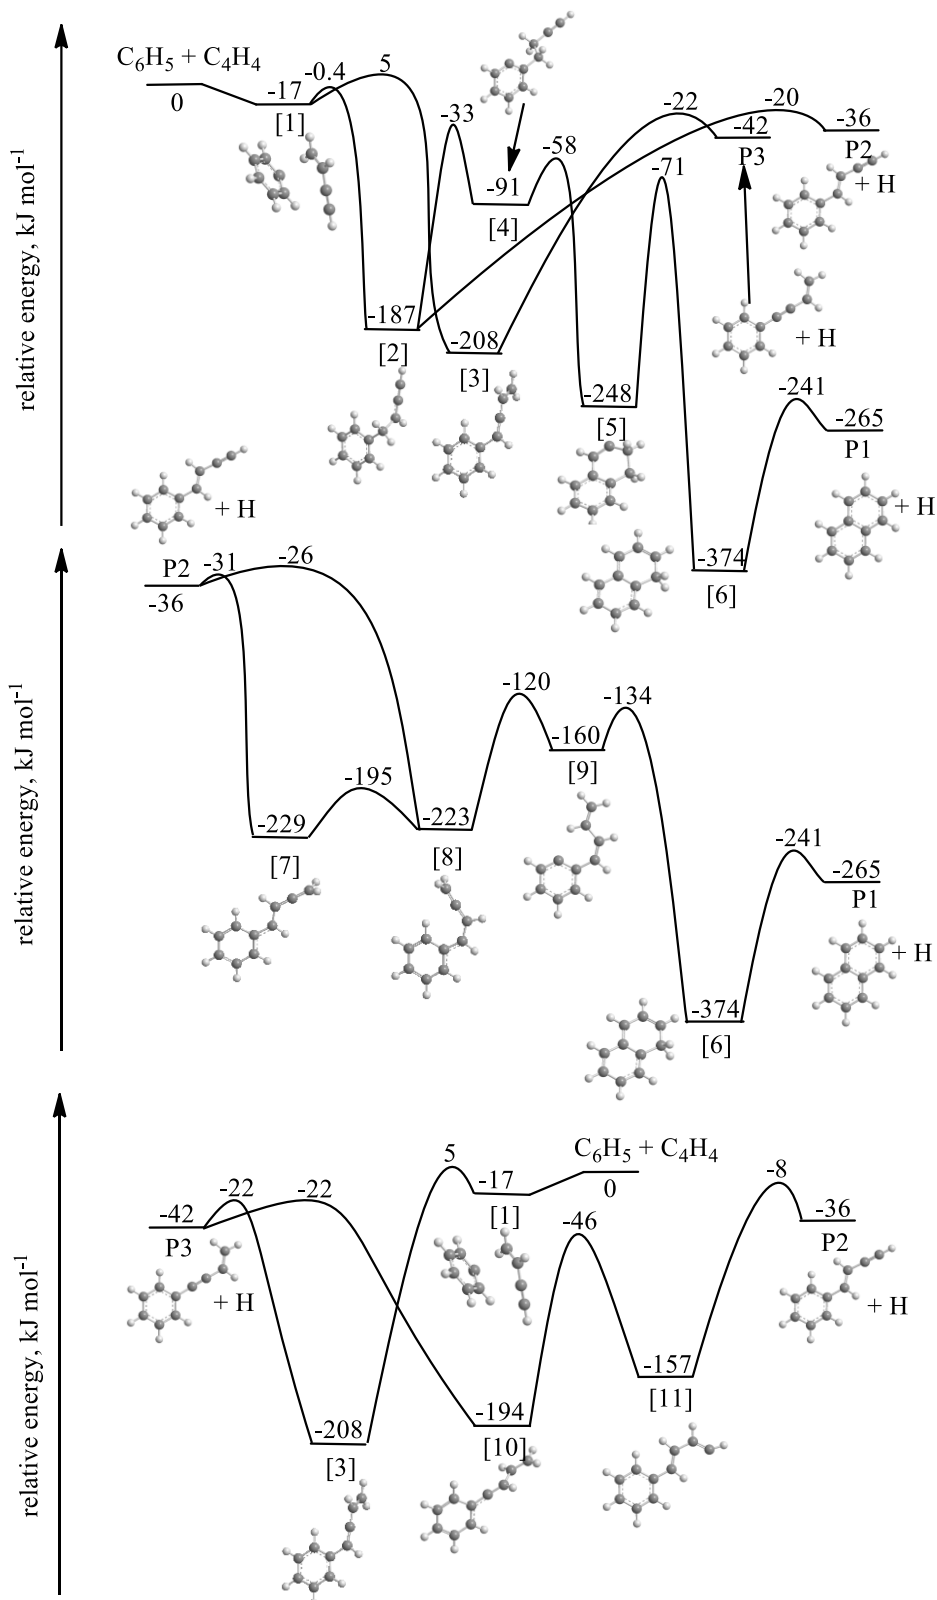 relative energy, kJ mol-1
C6H5 + C4H4
0
-17
[1]
-0.4
5
-33
-91
[4]
-58
-22
-20
-42
P3
-36
P2
+ H
-71
-187
[2]
-208
[3]
+ H
-248
[5]
-241
-265
P1
+ H
-374
[6]
relative energy, kJ mol-1
+ H
P2
-36
-31
-26
-229
[7]
-195
-223
[8]
-120
-160
[9]
-134
-241
-265
P1
+ H
-374
[6]
relative energy, kJ mol-1
-42
P3
+ H
-22
-22
5
-17
[1]
C6H5 + C4H4
0
-46
-8
-36
P2
+ H
-157
[11]
-194
[10]
-208
[3]